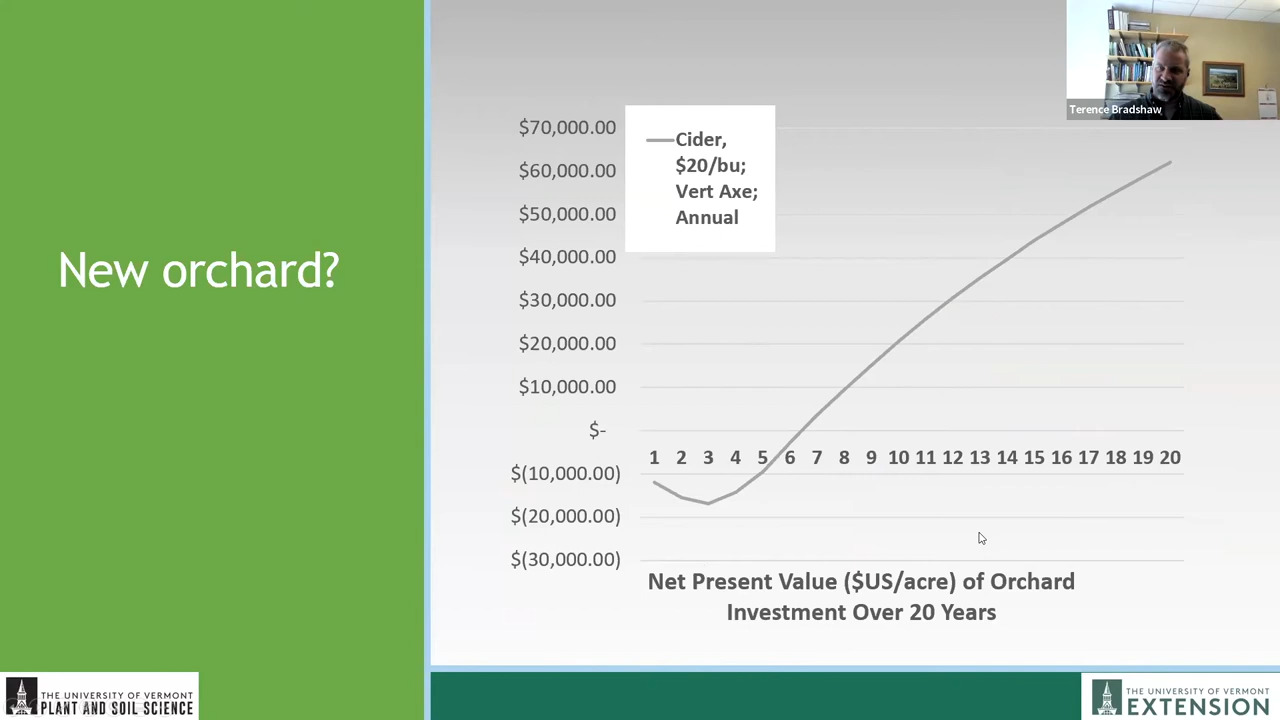 New orchard?
Terence Bradshaw
Cider,
$20/bu;
Vert Axe;
Annual
$70,000.00
$60,000.00
$50,000.00
$40,000.00
$30,000.00
$20,000.00
$10,000.00
$-
$(10,000.00)
$(20,000.00)
$(30,000.00)
1 2 3 4 5 6 7 8 9 10 11 12 13 14 15 16 17 18 19 20
Net Present Value ($US/acre) of Orchard
Investment Over 20 Years
THE UNIVERSITY OF VERMONT
PLANT AND SOIL SCIENCE
THE UNIVERSITY OF VERMONT
EXTENSION